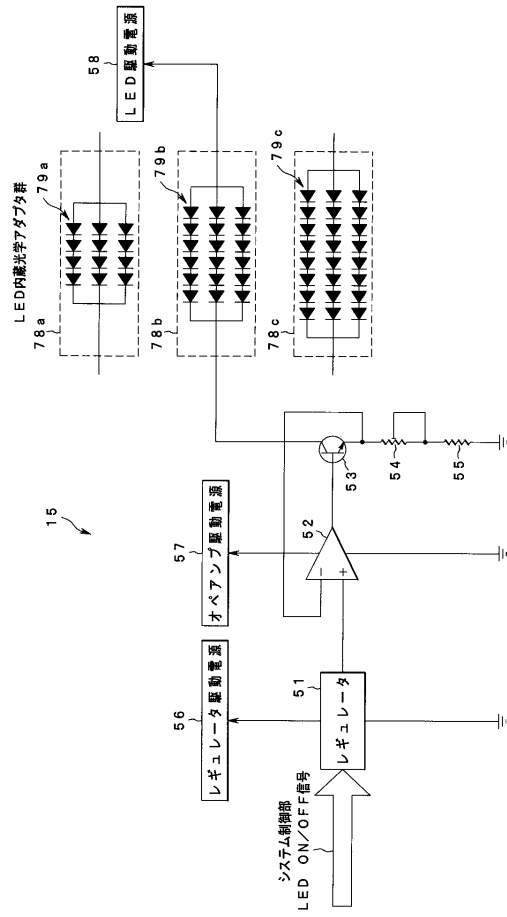 15
LED内蔵光学アダプタ群
78a
79a
78b
79b
78c
79c
58
LED駆動電源
57
オペアンプ駆動電源
56
レギュレータ駆動電源
52
−
+
53
54
55
51
レギュレータ
システム制御部
LED ON/OFF信号